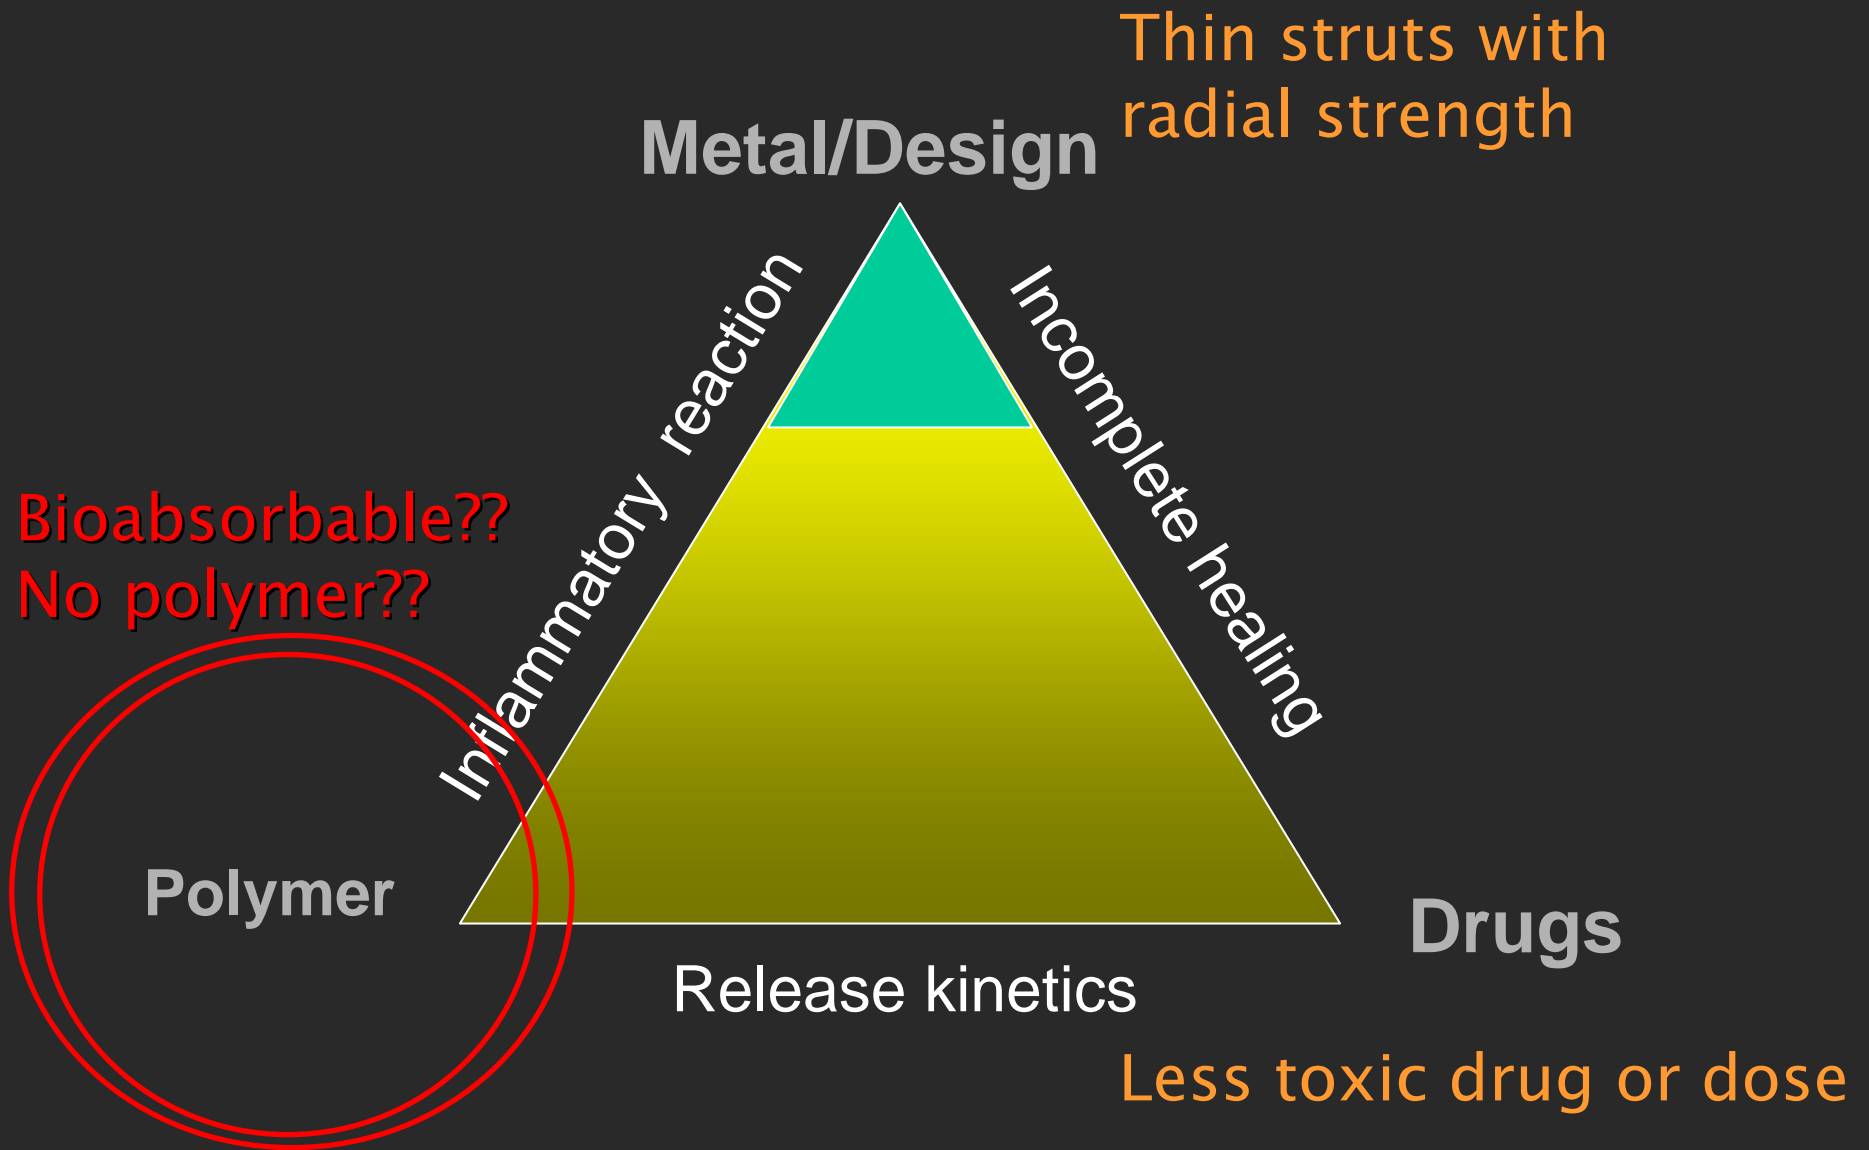 Thin struts with
radial strength
Metal/Design
Inflammatory reaction
Incomplete healing
Bioabsorbable??
No polymer??
Polymer
Drugs
Release kinetics
Less toxic drug or dose